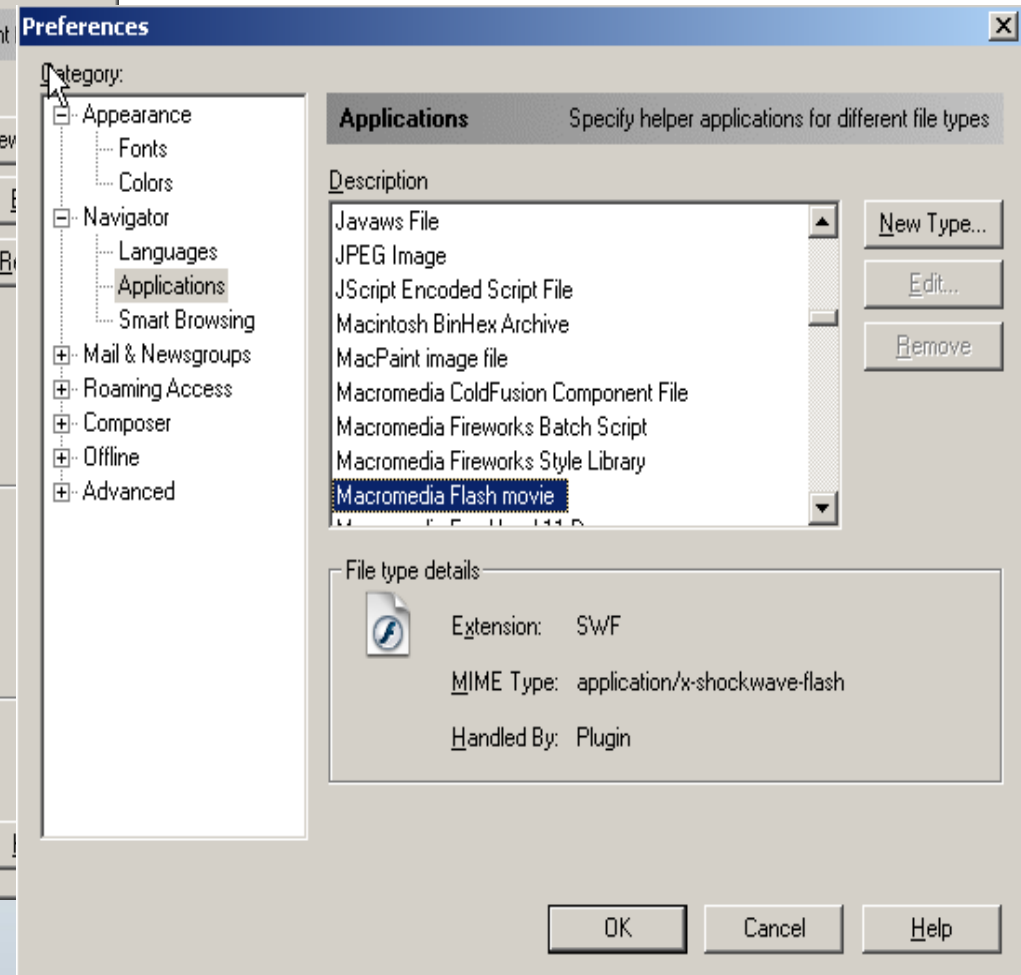 Preferences
Category:
Appearance
Fonts
Colors
Navigator
Languages
Applications
Smart Browsing
Mail & Newsgroups
Roaming Access
Composer
Offline
Advanced
Applications Specify helper applications for different file types
Description
Javaws File
JPEG Image
JScript Encoded Script File
Macintosh BinHex Archive
MacPaint image file
Macromedia ColdFusion Component File
Macromedia Fireworks Batch Script
Macromedia Fireworks Style Library
Macromedia Flash movie
New Type...
Edit...
Remove
File type details
Extension: SWF
MIME Type: application/x-shockwave-flash
Handled By: Plugin
OK Cancel Help